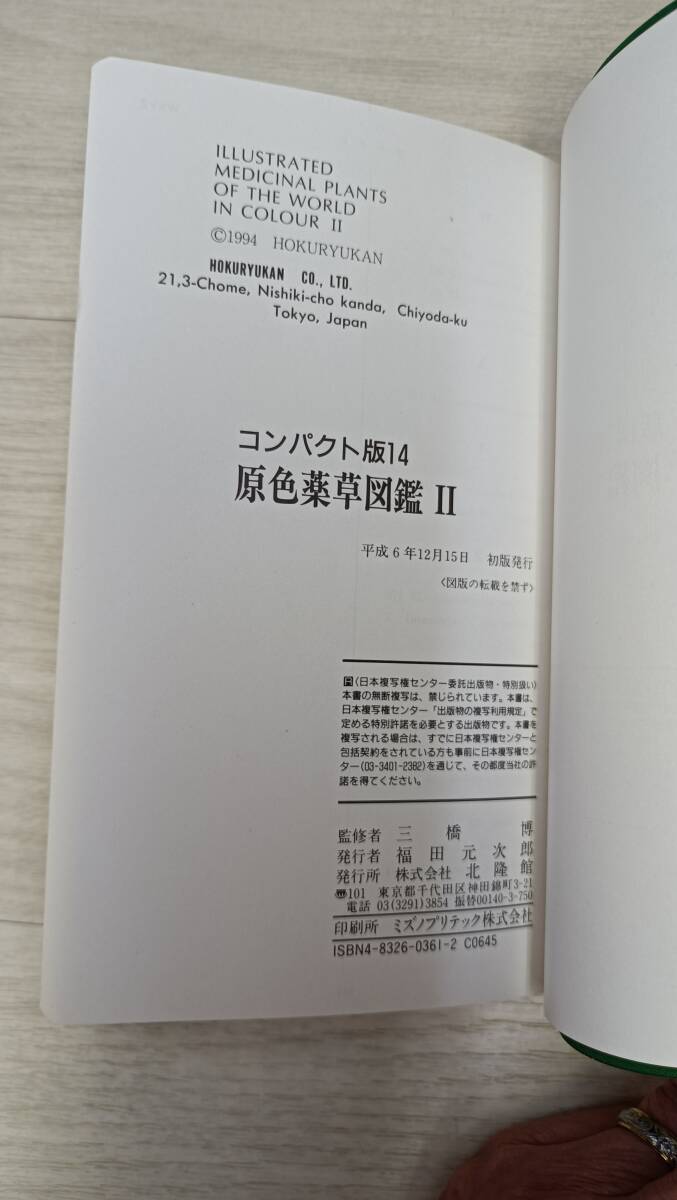 ILLUSTRATED
MEDICINAL PLANTS
OF THE WORLD
IN COLOUR II
©1994 HOKURYUKAN
HOKURYUKAN CO., LTD.
21,3-Chome, Nishiki-cho kanda, Chiyoda-ku
Tokyo, Japan
コンパクト版14
原色薬草図鑑 II
平成6年12月15日 初版発行
〈図版の転載を禁ず〉
〈日本複写権センター委託出版物・特別扱い〉
本書の無断複写は、禁じられています。本書は、
日本複写権センター「出版物の複写利用規定」で
定める特別許諾を必要とする出版物です。本書を
複写される場合は、すでに日本複写権センターと
包括契約をされている方も事前に日本複写権セン
ター(03-3401-2382)を通じて、その都度当社の許
諾を得てください。
監修者 三橋 博
発行者 福田元次郎
発行所 株式会社 北隆館
☎101 東京都千代田区神田錦町3-21
電話 03(3291)3854 振替00140-3-750
印刷所 ミズノプリテック株式会社
ISBN4-8326-0361-2 C0645